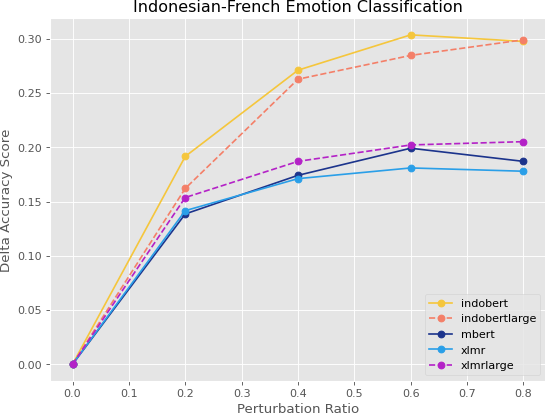 Indonesian-French Emotion Classification
Delta Accuracy Score
0.30
0.25
0.20
0.15
0.10
0.05
0.00
0.0 0.1 0.2 0.3 0.4 0.5 0.6 0.7 0.8
Perturbation Ratio
indobert
indobertlarge
mbert
xlmr
xlmrlarge